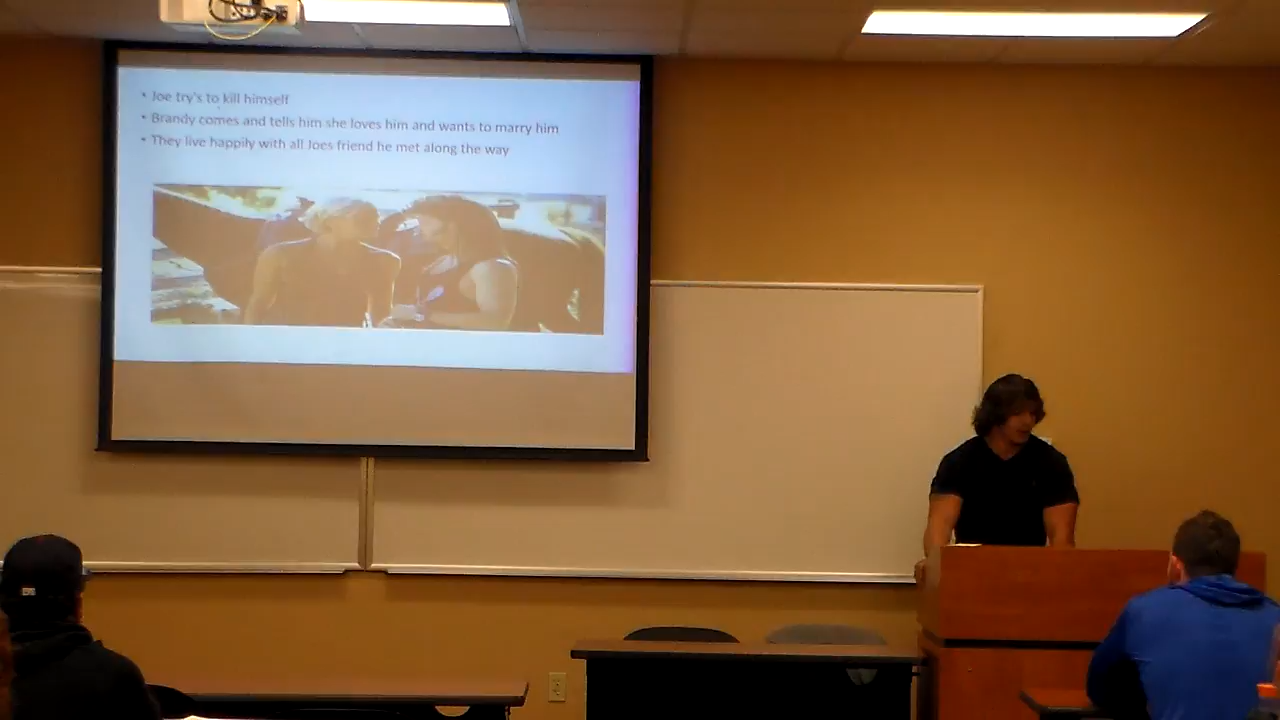 • Joe try's to kill himself
• Brandy comes and tells him she loves him and wants to marry him
• They live happily with all Joes friend he met along the way